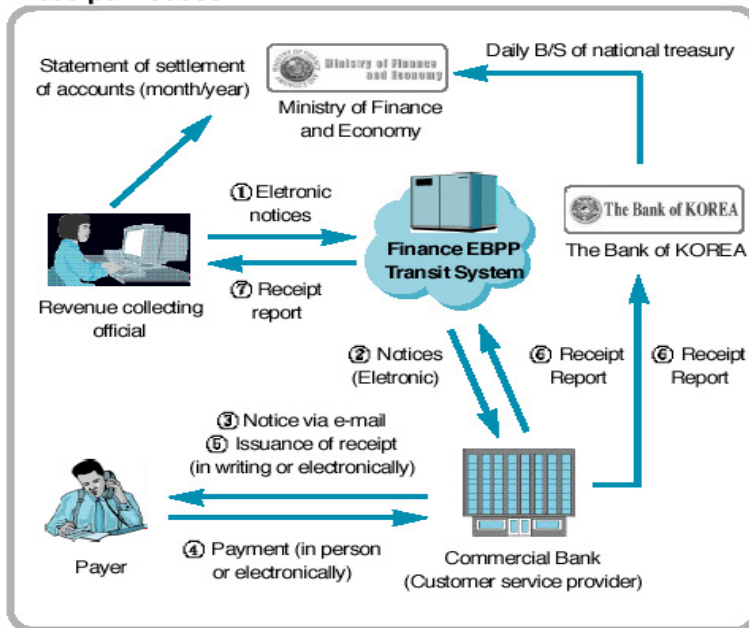 Statement of settlement
of accounts (month/year)
Ministry of Finance
and Economy
Ministry of Finance
and Economy
Daily B/S of national treasury
① Eletronic
notices
Finance EBPP
Transit System
The Bank of KOREA
The Bank of KOREA
Revenue collecting
official
⑦ Receipt
report
② Notices
(Eletronic)
⑥ Receipt
Report
⑥ Receipt
Report
③ Notice via e-mail
⑤ Issuance of receipt
(in writing or electronically)
Payer
④ Payment (in person
or electronically)
Commercial Bank
(Customer service provider)